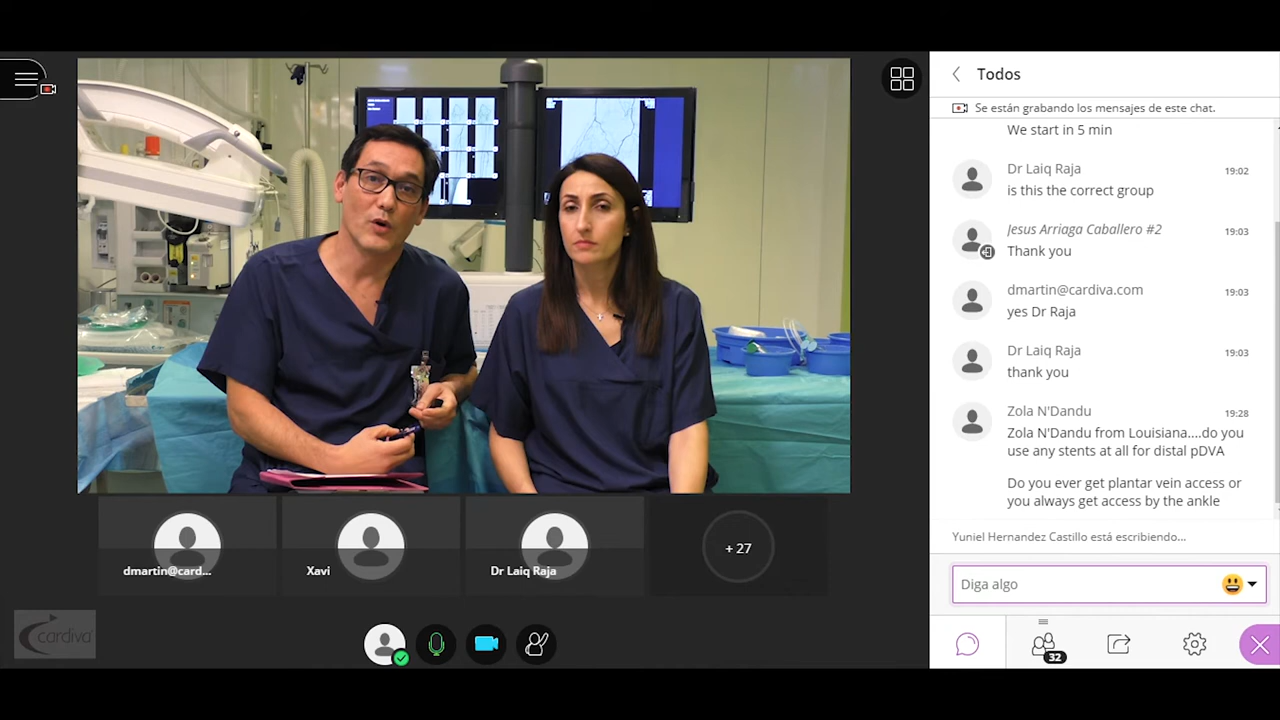 Todos
Se están grabando los mensajes de este chat.
We start in 5 min
Dr Laiq Raja 19:02
is this the correct group
Jesus Arriaga Caballero #2 19:03
Thank you
dmartin@cardiva.com 19:03
yes Dr Raja
Dr Laiq Raja 19:03
thank you
Zola N'Dandu 19:28
Zola N'Dandu from Louisiana....do you
use any stents at all for distal pDVA
Do you ever get plantar vein access or
you always get access by the ankle
Yuniel Hernandez Castillo está escribiendo...
Diga algo
32
dmartin@card...
Xavi
Dr Laiq Raja
+ 27
cardiva